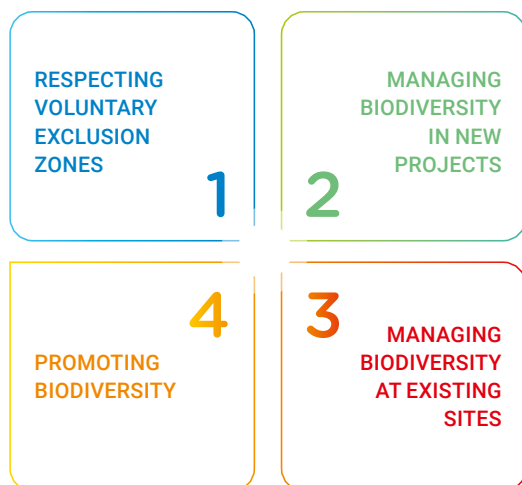 RESPECTING
VOLUNTARY
EXCLUSION
ZONES
1
MANAGING
BIODIVERSITY
IN NEW
PROJECTS
2
3
MANAGING
BIODIVERSITY
AT EXISTING
SITES
4
PROMOTING
BIODIVERSITY